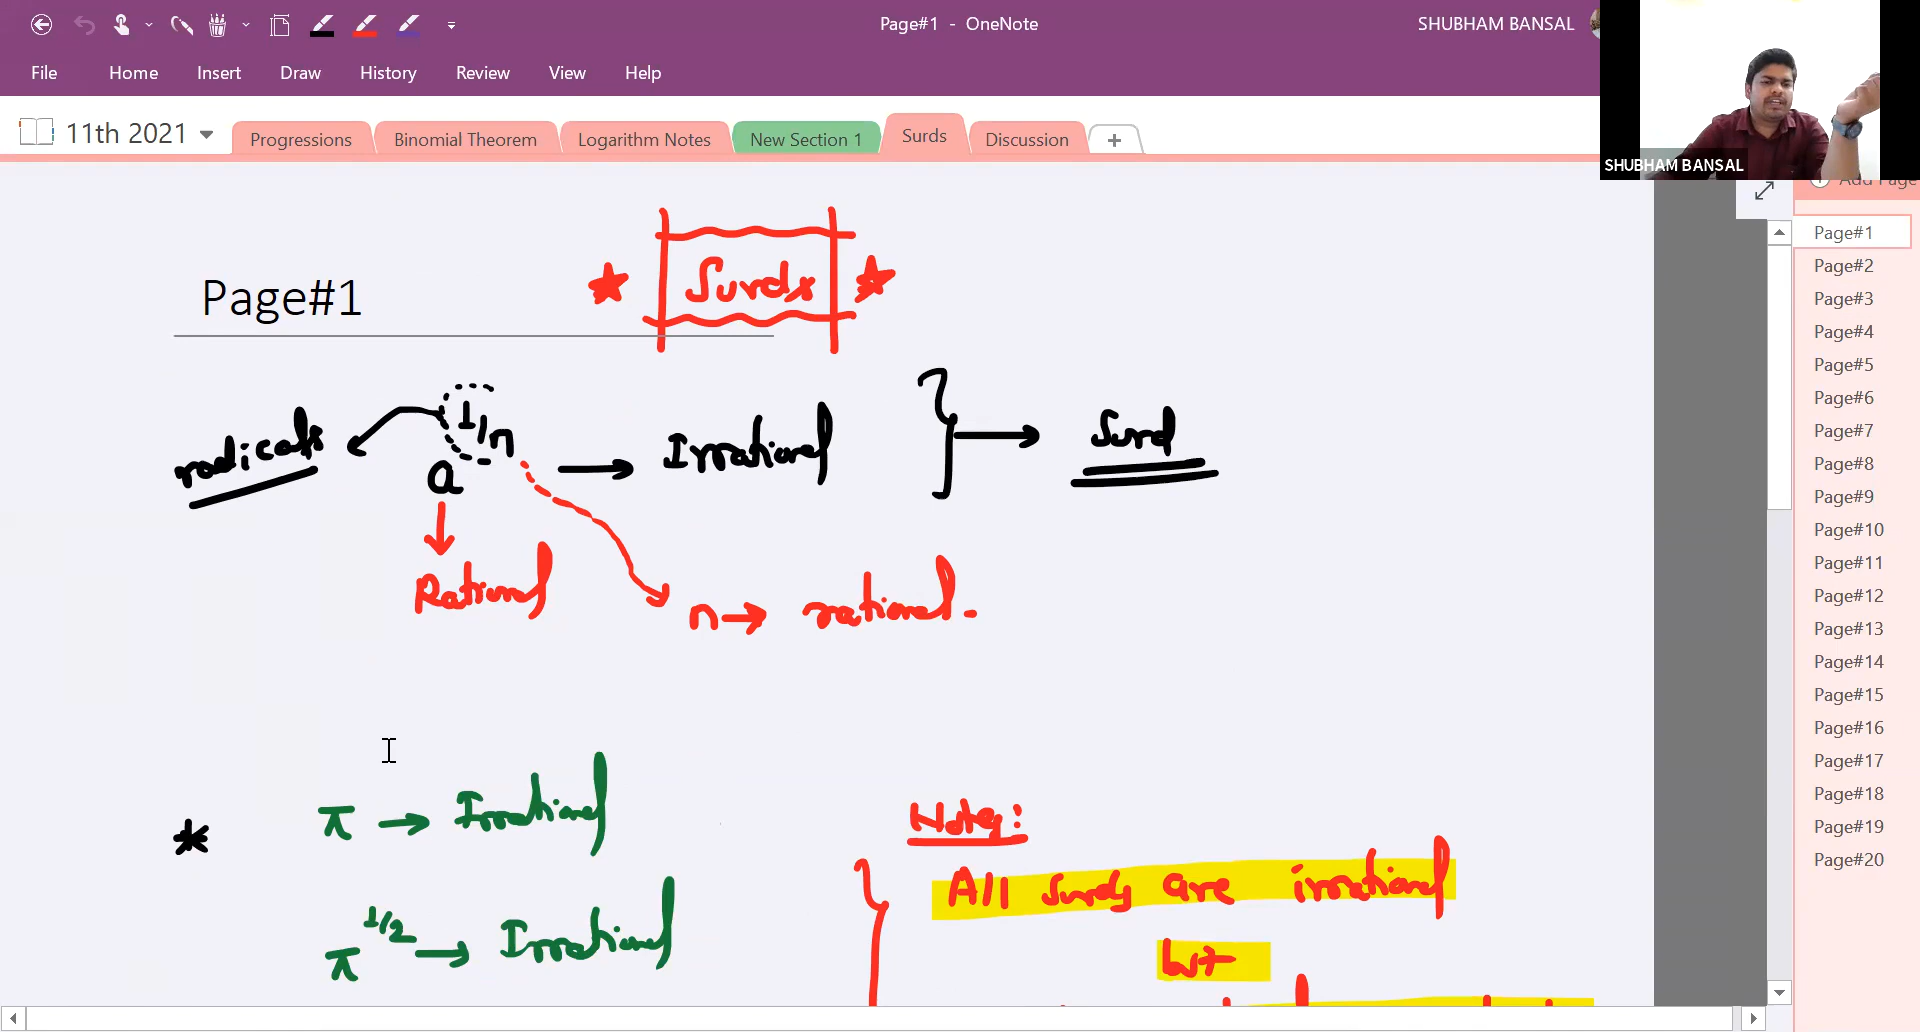 Page#1 - OneNote
SHUBHAM BANSAL
File Home Insert Draw History Review View Help
11th 2021
Progressions
Binomial Theorem
Logarithm Notes
New Section 1
Surds
Discussion
SHUBHAM BANSAL
Add Page
Page#1
Page#2
Page#3
Page#4
Page#5
Page#6
Page#7
Page#8
Page#9
Page#10
Page#11
Page#12
Page#13
Page#14
Page#15
Page#16
Page#17
Page#18
Page#19
Page#20
Page#1
Surds
radicals a^1/n → Irrational } → Surd
Rational
n → rational.
* π → Irrational
π^1/2 → Irrational
Note:
All surds are irrational
but